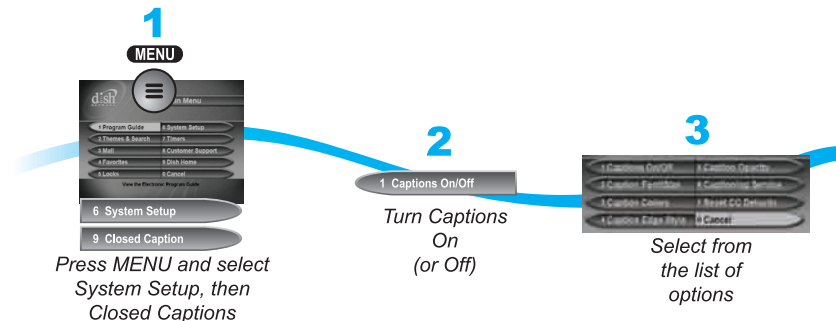 1
MENU
dish
NETWORK
Main Menu
1 Program Guide
6 System Setup
2 Themes & Search
7 Timers
3 Mail
8 Customer Support
4 Favorites
9 Dish Home
5 Locks
0 Cancel
View the Electronic Program Guide
6 System Setup
9 Closed Caption
Press MENU and select
System Setup, then
Closed Captions
2
1 Captions On/Off
Turn Captions
On
(or Off)
3
1 Captions On/Off
5 Caption Opacity
2 Caption Font/Size
6 Captioning Service
3 Caption Colors
7 Reset CC Defaults
4 Caption Edge Style
0 Cancel
Select from
the list of
options